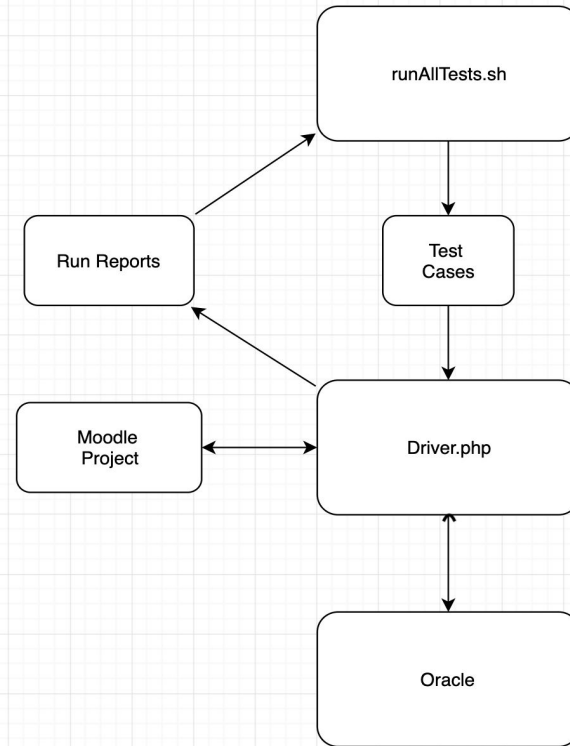 runAllTests.sh
Run Reports
Test
Cases
Moodle
Project
Driver.php
Oracle